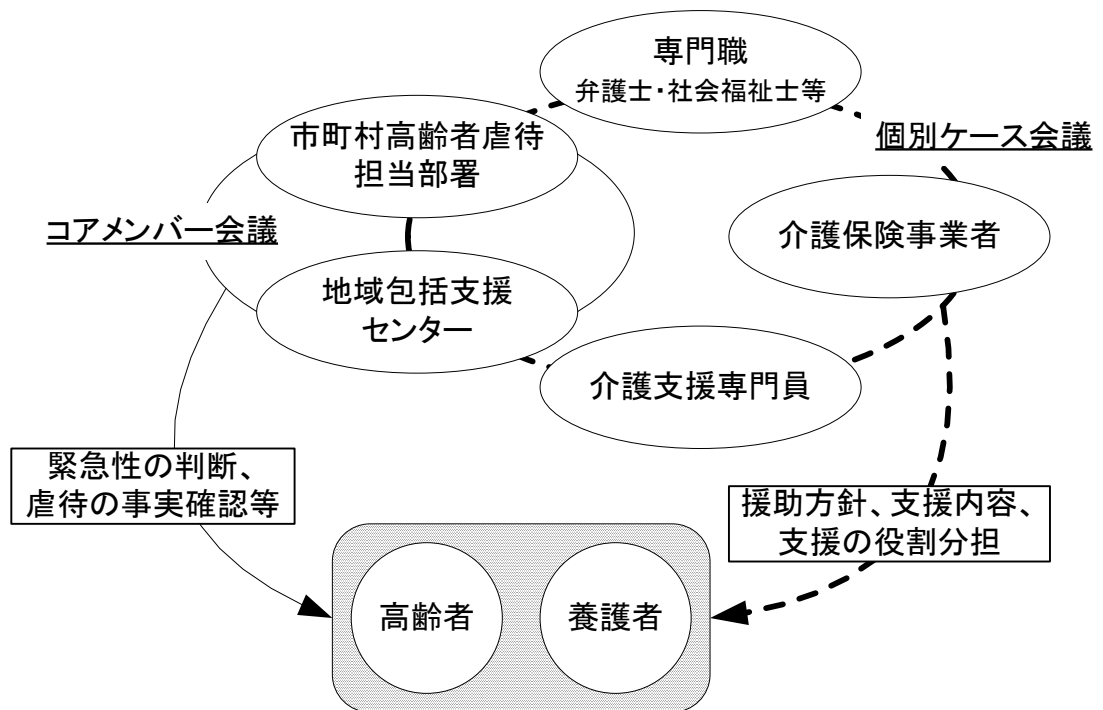 専門職
弁護士・社会福祉士等
市町村高齢者虐待
担当部署
個別ケース会議
コアメンバー会議
介護保険事業者
地域包括支援
センター
介護支援専門員
緊急性の判断、
虐待の事実確認等
援助方針、支援内容、
支援の役割分担
高齢者
養護者